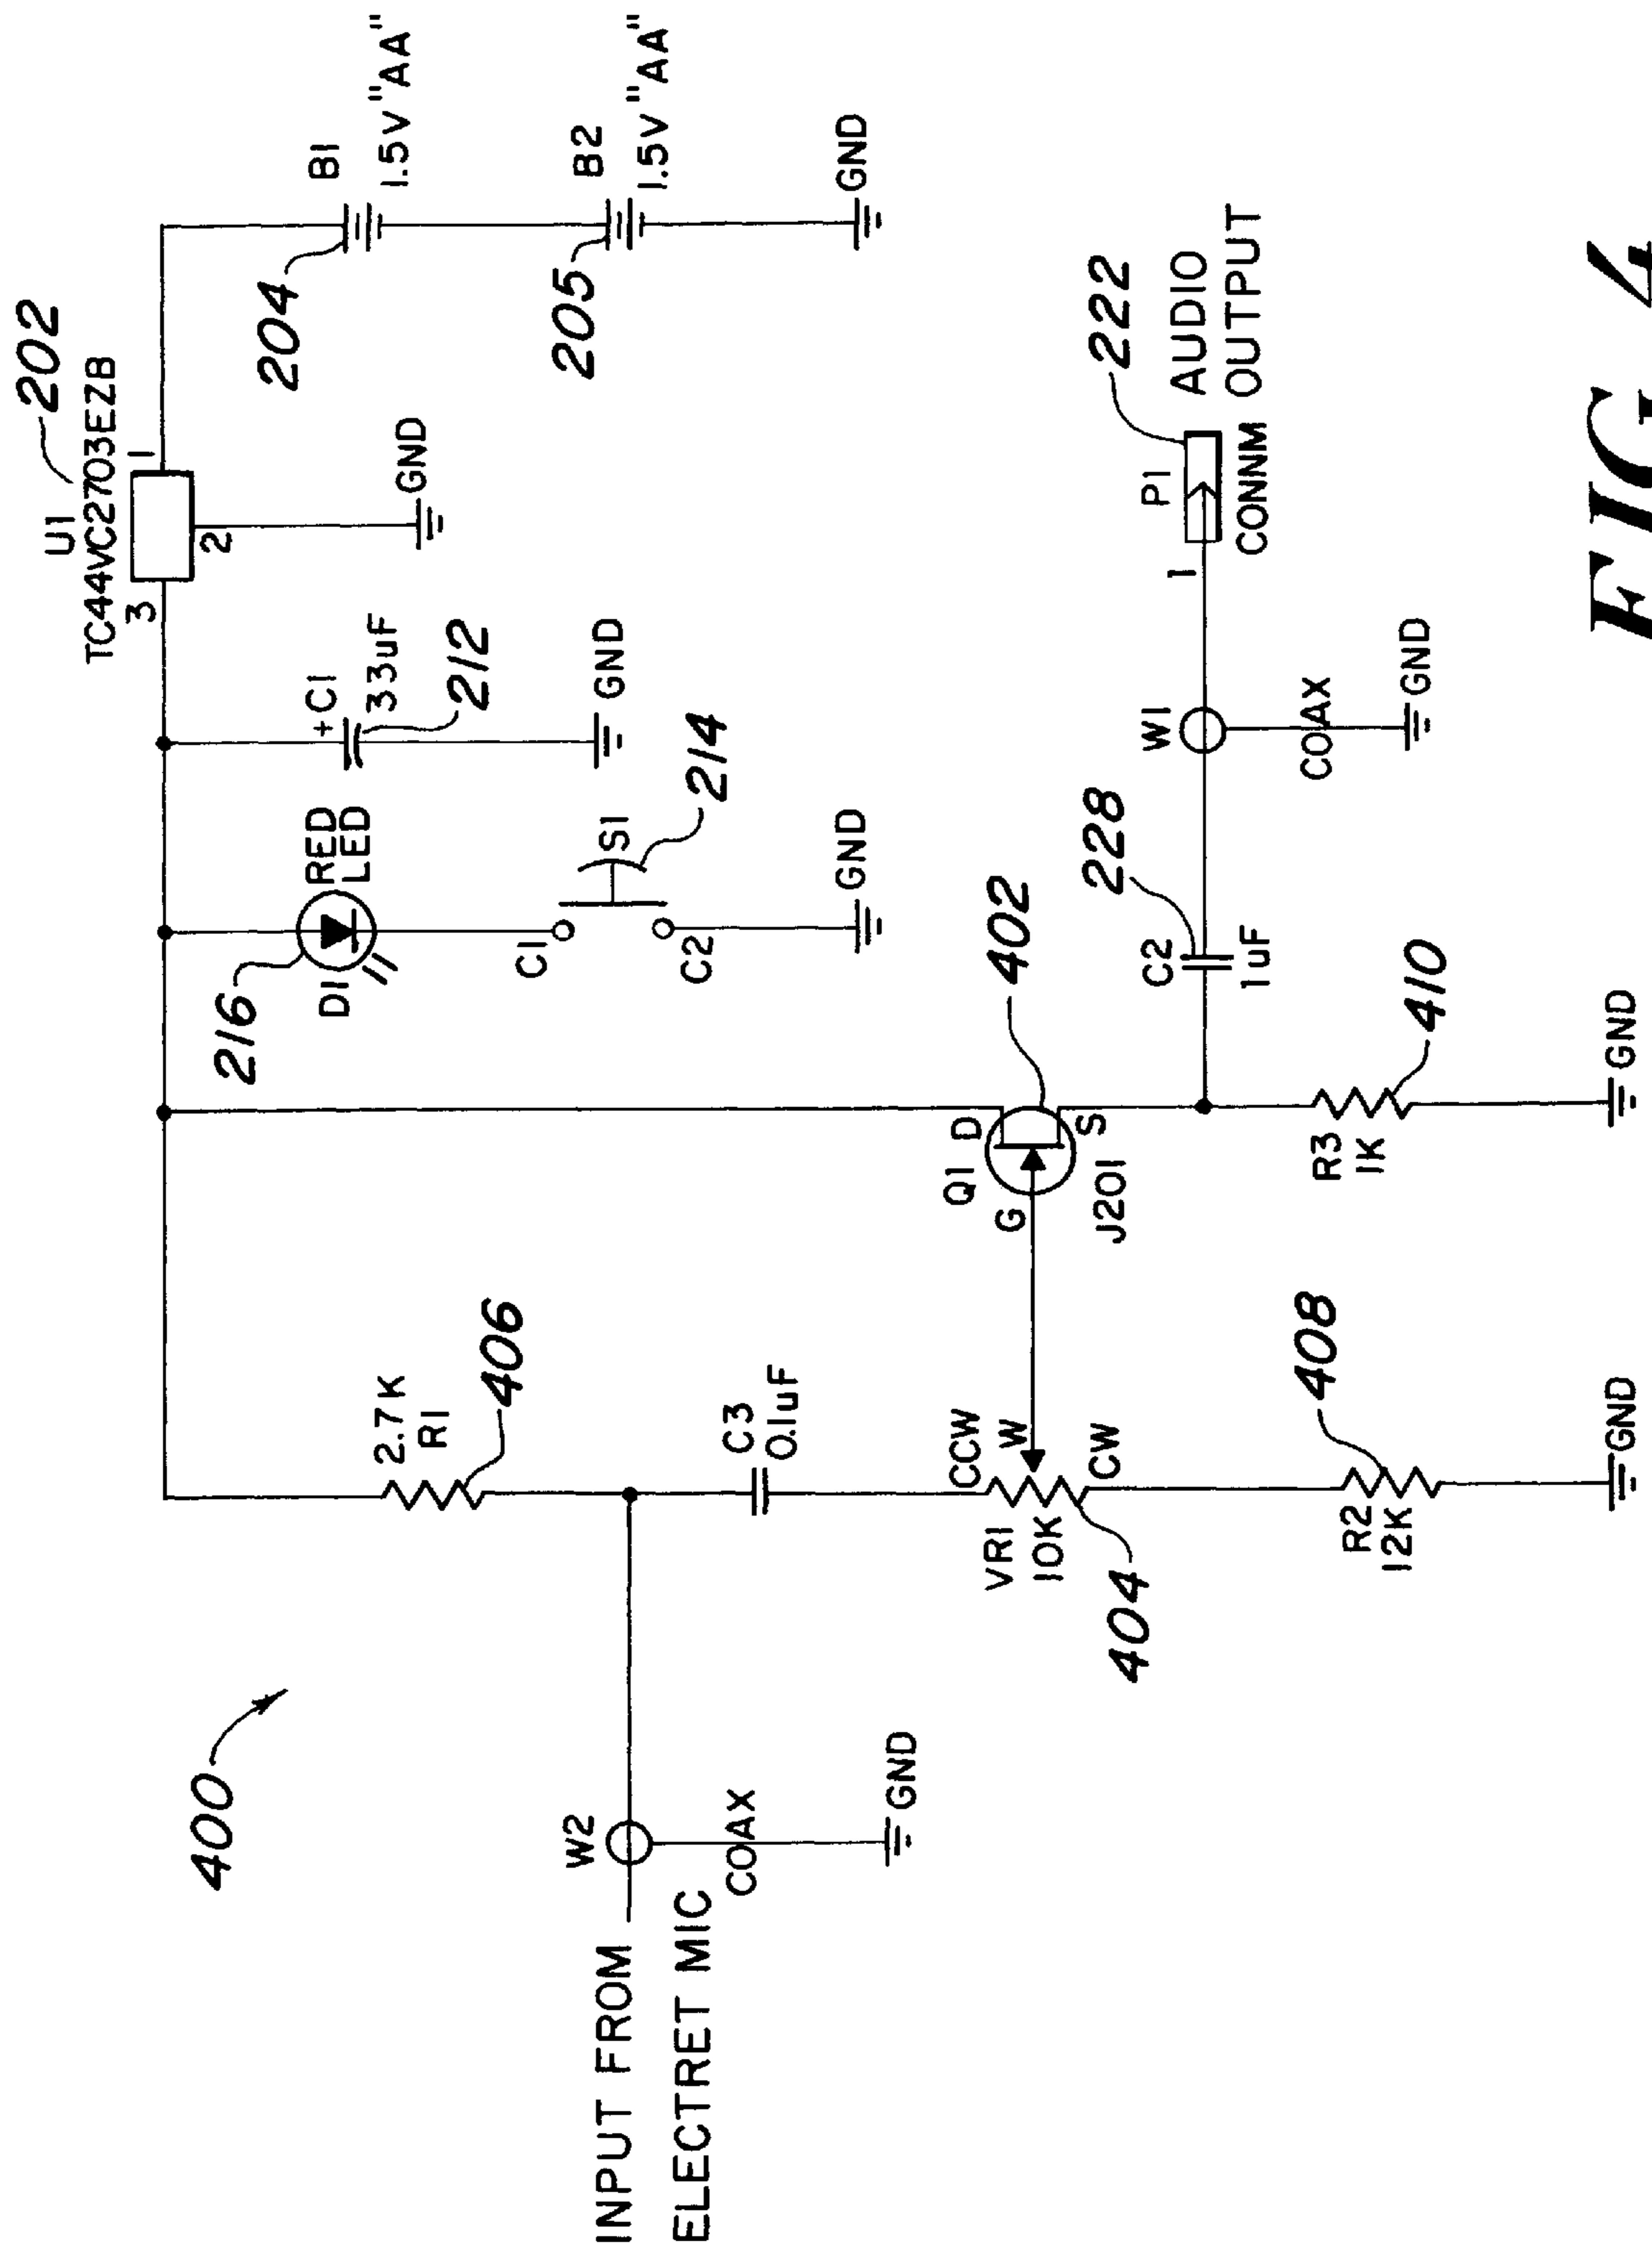 400
202
U1
TC44VC2703EZB
3
1
2
GND
204
B1
1.5V "AA"
205
B2
1.5V "AA"
GND
+C1
33uF
212
GND
216
D1
RED
LED
C1
S1
214
C2
GND
2.7K
R1
406
INPUT FROM
ELECTRET MIC
W2
COAX
GND
C3
0.1uF
CCW
W
CW
VR1
10K
404
R2
12K
408
GND
Q1
D
G
S
J201
402
R3
1K
410
GND
C2
1uF
228
W1
COAX
GND
1
P1
CONNM
222
AUDIO
OUTPUT
FIG 4